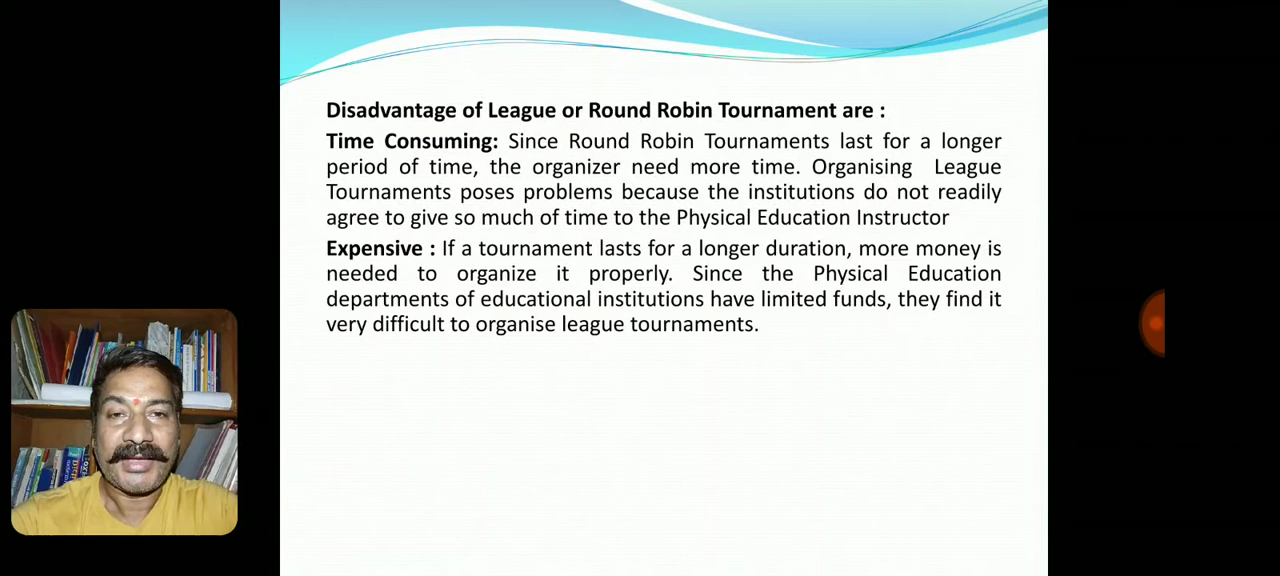 Disadvantage of League or Round Robin Tournament are :
Time Consuming: Since Round Robin Tournaments last for a longer
period of time, the organizer need more time. Organising League
Tournaments poses problems because the institutions do not readily
agree to give so much of time to the Physical Education Instructor
Expensive : If a tournament lasts for a longer duration, more money is
needed to organize it properly. Since the Physical Education
departments of educational institutions have limited funds, they find it
very difficult to organise league tournaments.